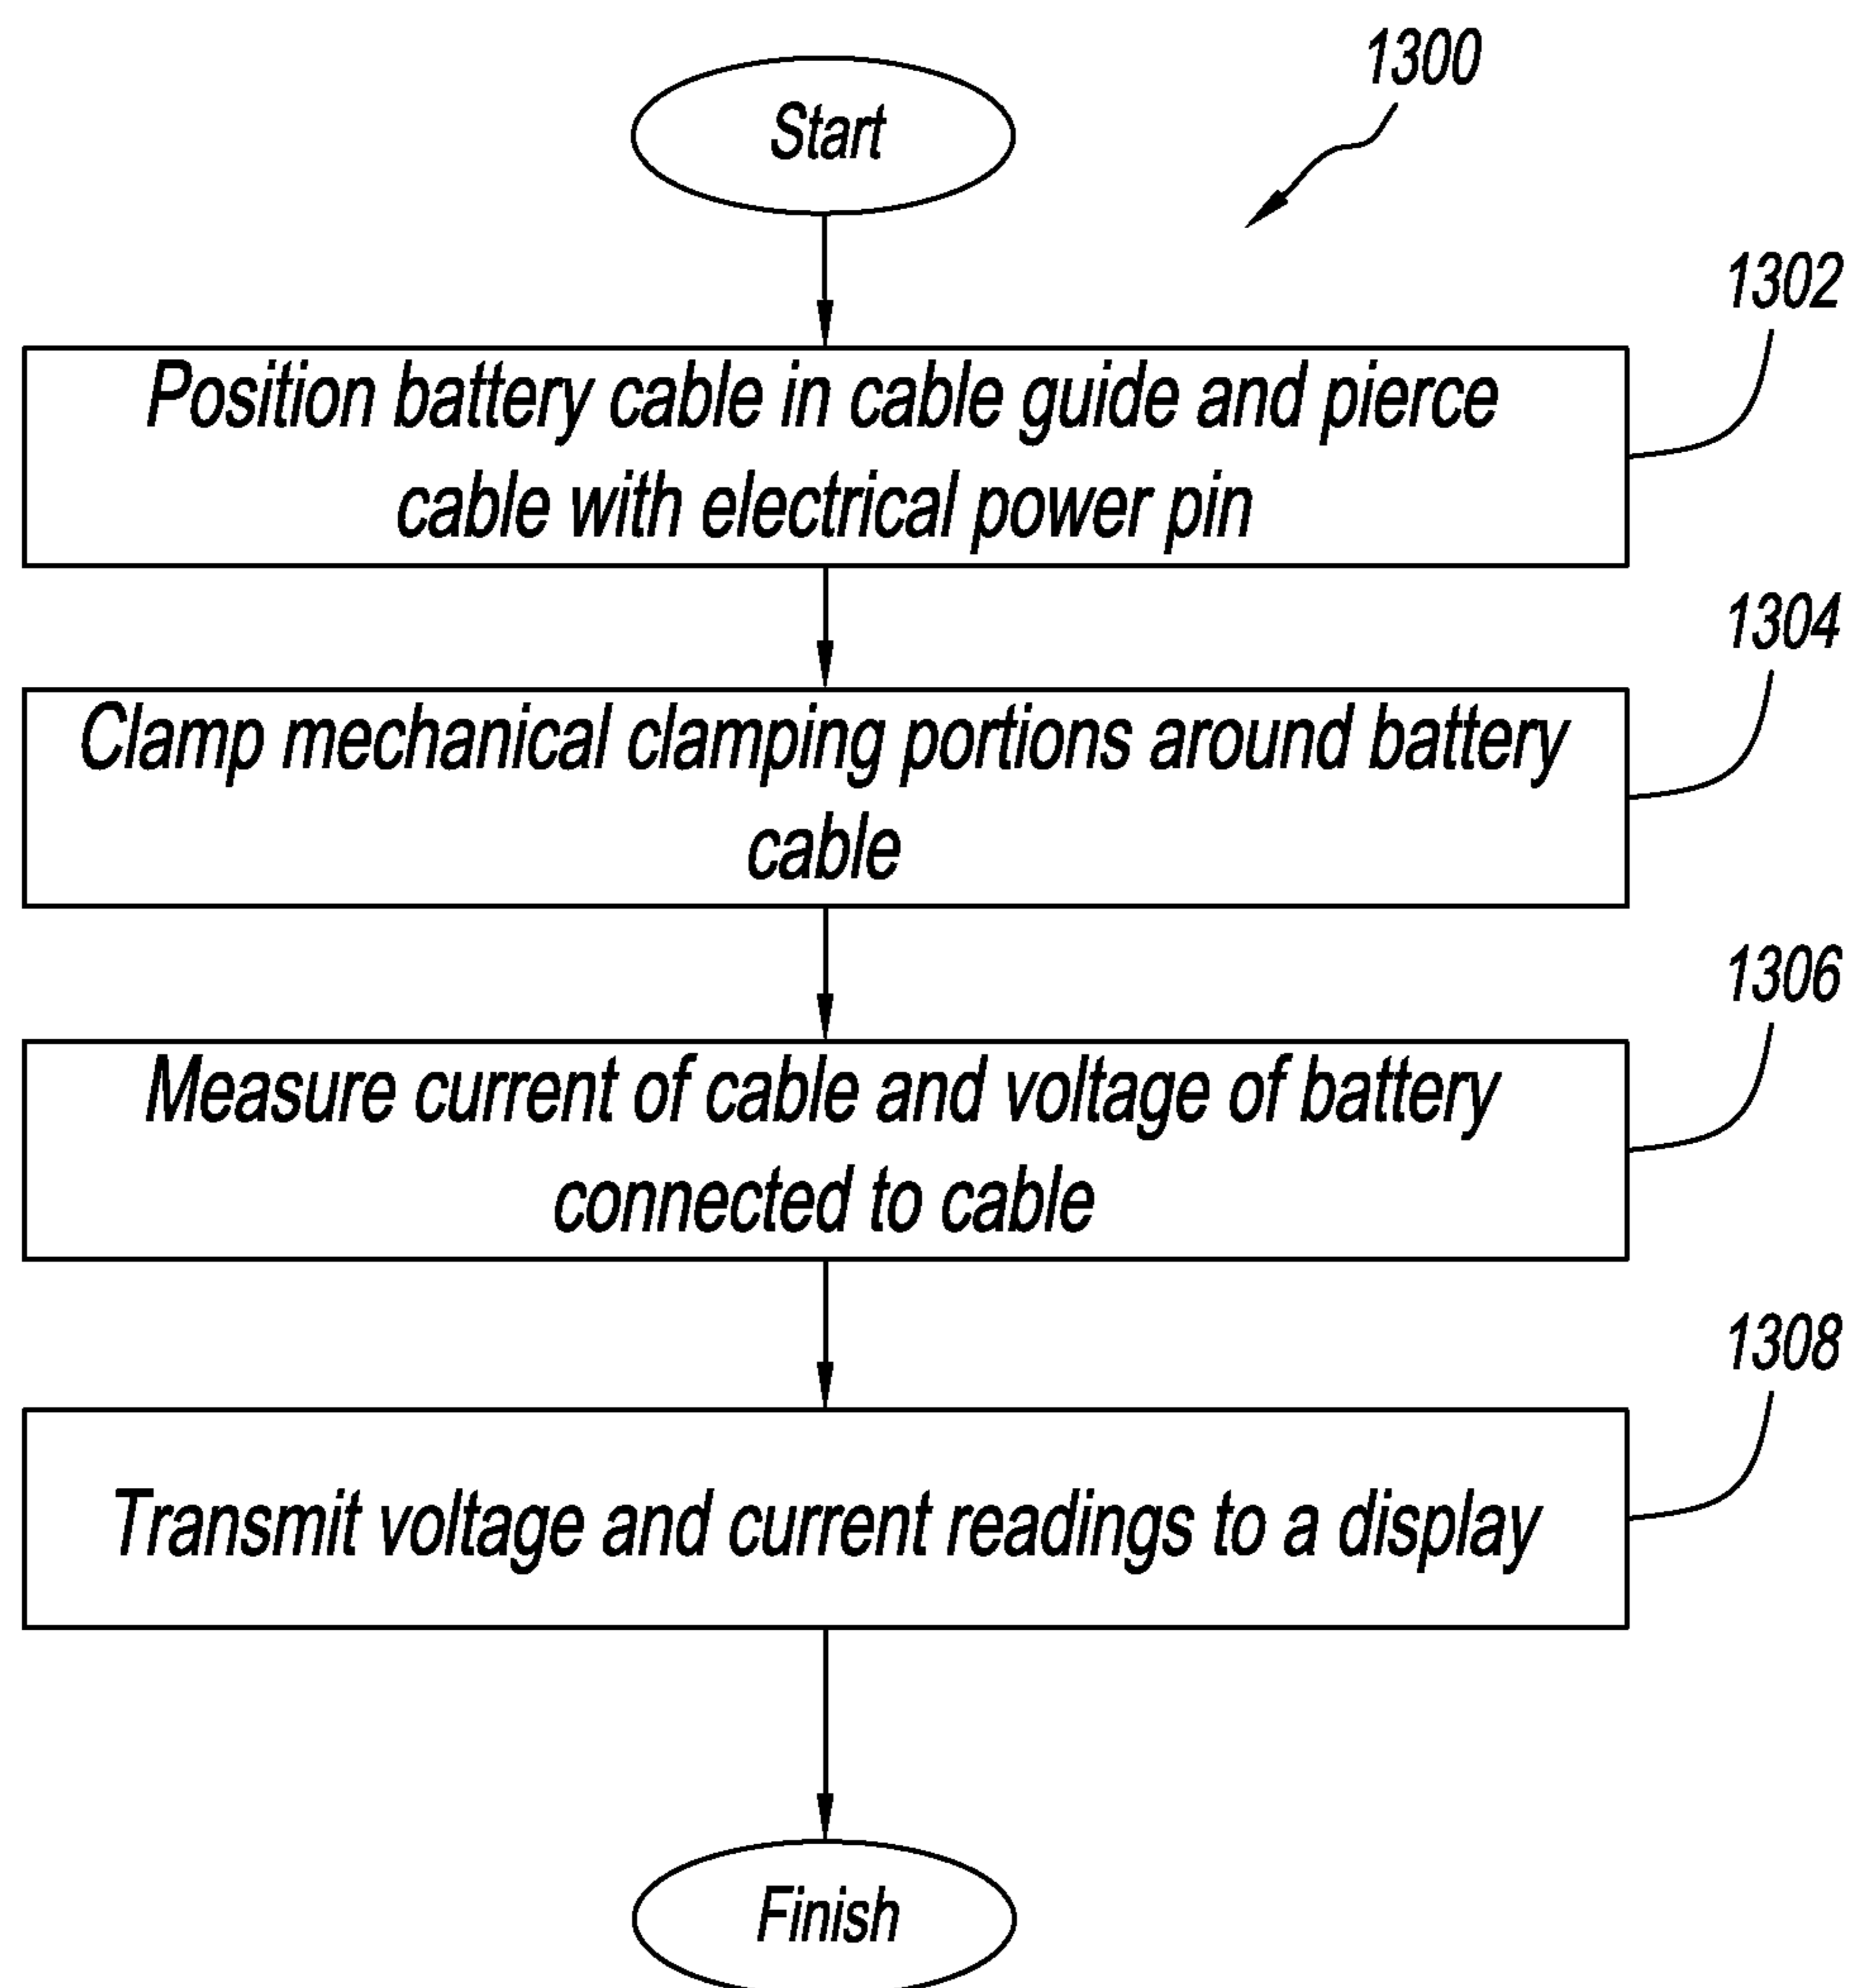 1300
Start
1302
Position battery cable in cable guide and pierce
cable with electrical power pin
1304
Clamp mechanical clamping portions around battery
cable
1306
Measure current of cable and voltage of battery
connected to cable
1308
Transmit voltage and current readings to a display
Finish